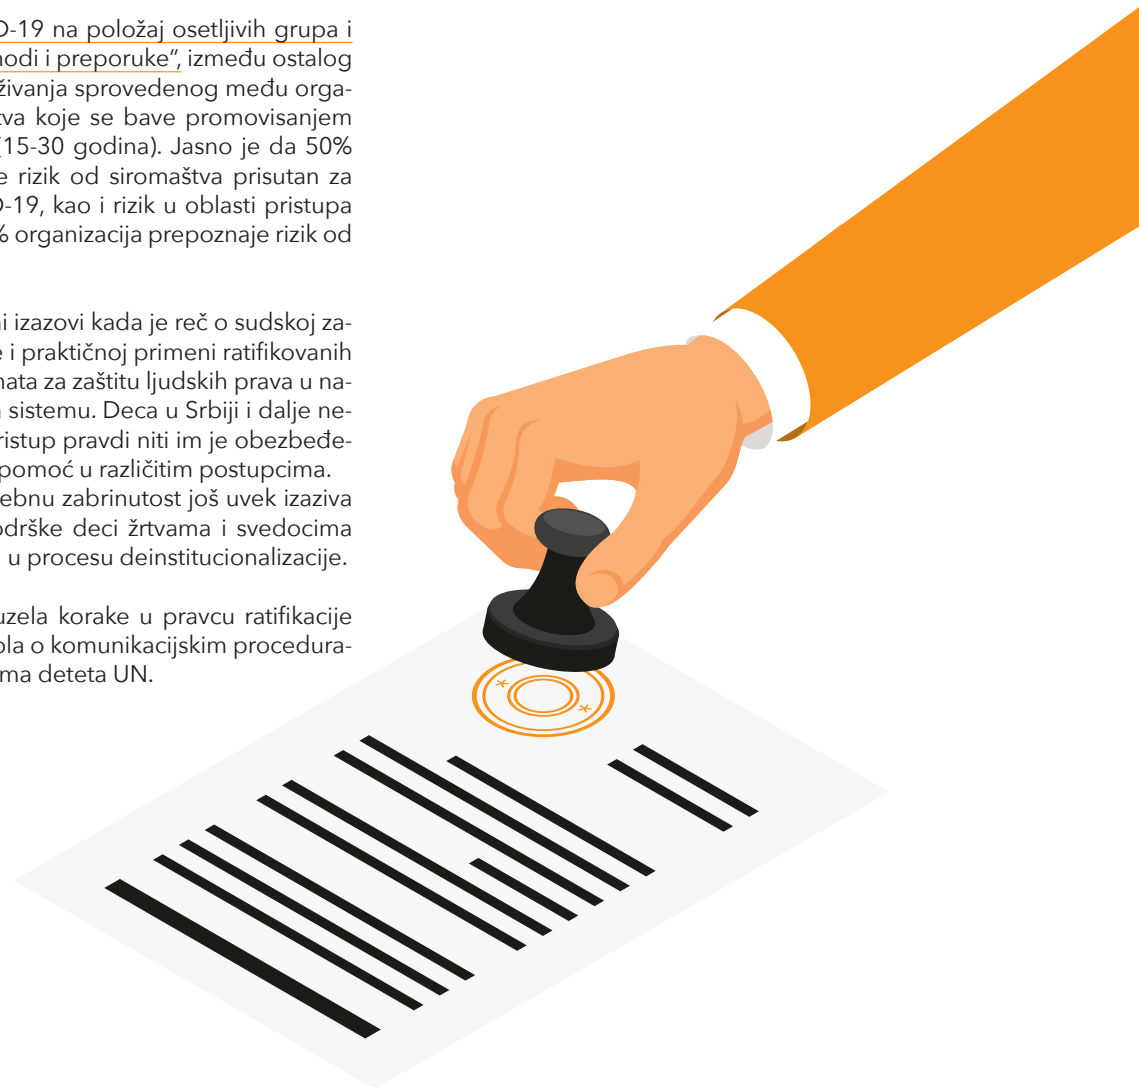 D-19 na položaj osetljivih grupa i
hodi i preporuke“, između ostalog
živanja sprovedenog među orga-
tva koje se bave promovisanjem
(15-30 godina). Jasno je da 50%
e rizik od siromaštva prisutan za
D-19, kao i rizik u oblasti pristupa
% organizacija prepoznaje rizik od
ni izazovi kada je reč o sudskoj za-
e i praktičnoj primeni ratifikovanih
nata za zaštitu ljudskih prava u na-
m sistemu. Deca u Srbiji i dalje ne-
ristup pravdi niti im je obezbeđe-
pomoć u različitim postupcima.
ebnu zabrinutost još uvek izaziva
odrške deci žrtvama i svedocima
u procesu deinstitucionalizacije.
uzela korake u pravcu ratifikacije
ola o komunikacijskim procedura-
ima deteta UN.